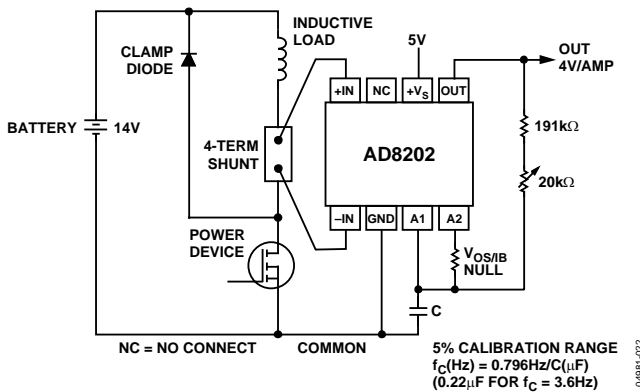 INDUCTIVE
LOAD
CLAMP
DIODE
5V
OUT
4V/AMP
+IN
NC
+VS
OUT
BATTERY
14V
4-TERM
SHUNT
AD8202
191kΩ
20kΩ
–IN
GND
A1
A2
POWER
DEVICE
VOS/IB
NULL
C
NC = NO CONNECT
COMMON
5% CALIBRATION RANGE
fC(Hz) = 0.796Hz/C(μF)
(0.22μF FOR fC = 3.6Hz)
04981-022